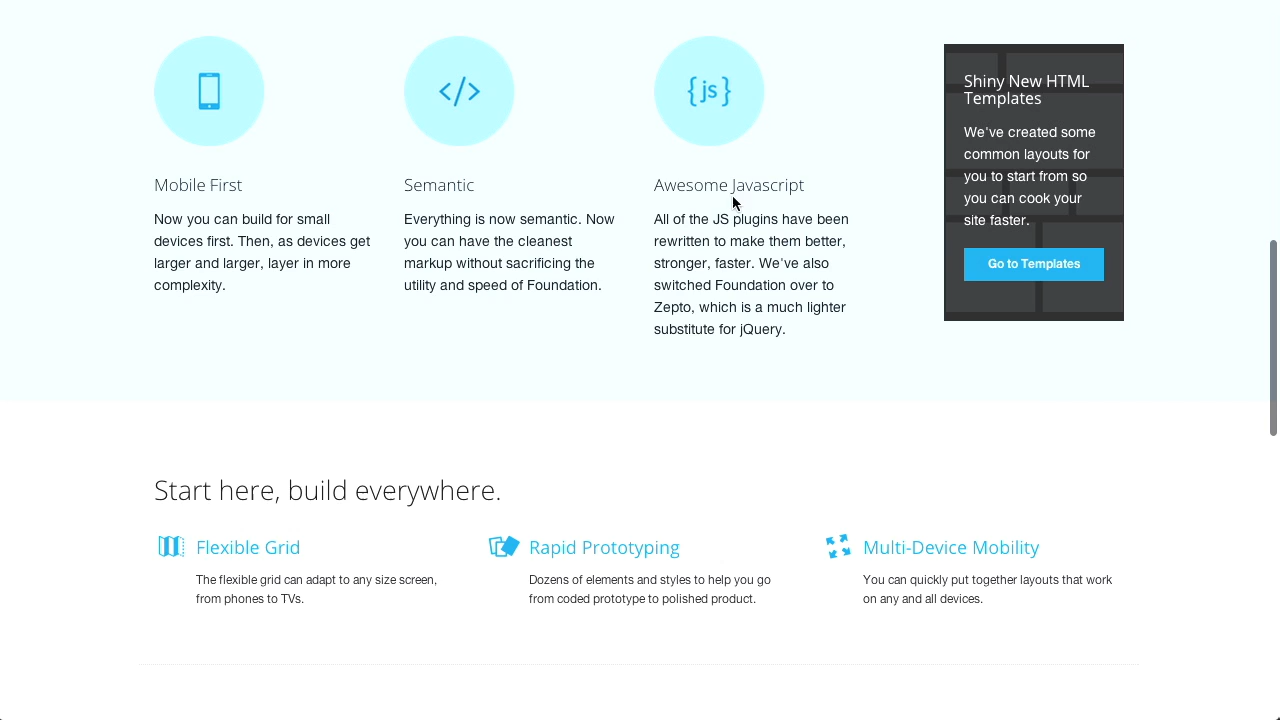 </>
{js}
Mobile First
Now you can build for small
devices first. Then, as devices get
larger and larger, layer in more
complexity.
Semantic
Everything is now semantic. Now
you can have the cleanest
markup without sacrificing the
utility and speed of Foundation.
Awesome Javascript
All of the JS plugins have been
rewritten to make them better,
stronger, faster. We've also
switched Foundation over to
Zepto, which is a much lighter
substitute for jQuery.
Shiny New HTML
Templates
We've created some
common layouts for
you to start from so
you can cook your
site faster.
Go to Templates
Start here, build everywhere.
Flexible Grid
The flexible grid can adapt to any size screen,
from phones to TVs.
Rapid Prototyping
Dozens of elements and styles to help you go
from coded prototype to polished product.
Multi-Device Mobility
You can quickly put together layouts that work
on any and all devices.